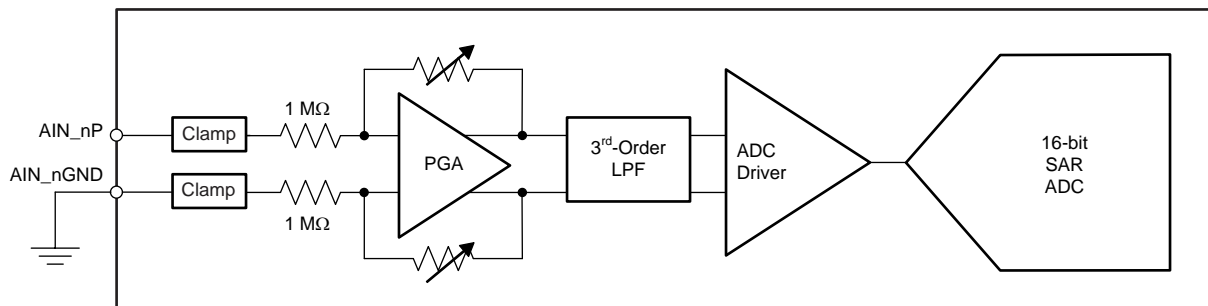 AIN_nP
AIN_nGND
Clamp
Clamp
1 MΩ
1 MΩ
PGA
3rd-Order
LPF
ADC
Driver
16-bit
SAR
ADC